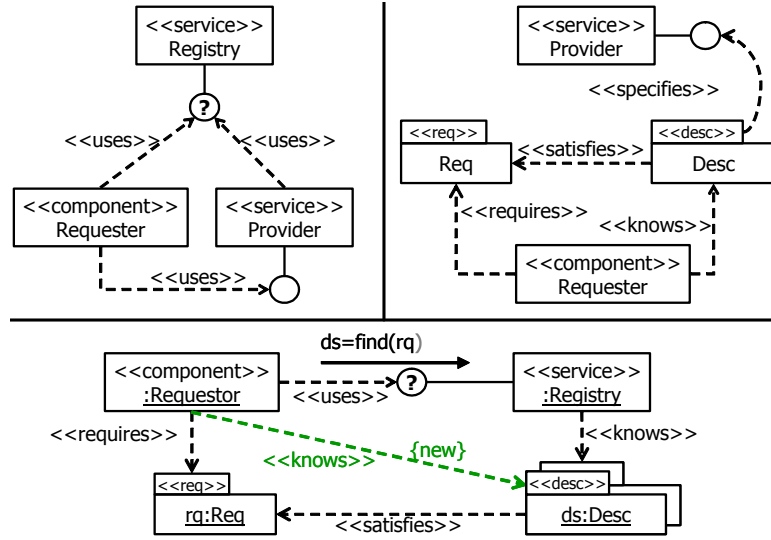 <<service>>
Registry
?
<<uses>>
<<uses>>
<<component>>
Requester
<<service>>
Provider
<<uses>>
<<service>>
Provider
<<specifies>>
<<req>>
Req
<<satisfies>>
<<desc>>
Desc
<<requires>>
<<knows>>
<<component>>
Requester
ds=find(rq)
<<component>>
:Requestor
?
<<uses>>
<<service>>
:Registry
<<requires>>
<<knows>>
{new}
<<knows>>
<<req>>
rq:Req
<<satisfies>>
<<desc>>
ds:Desc